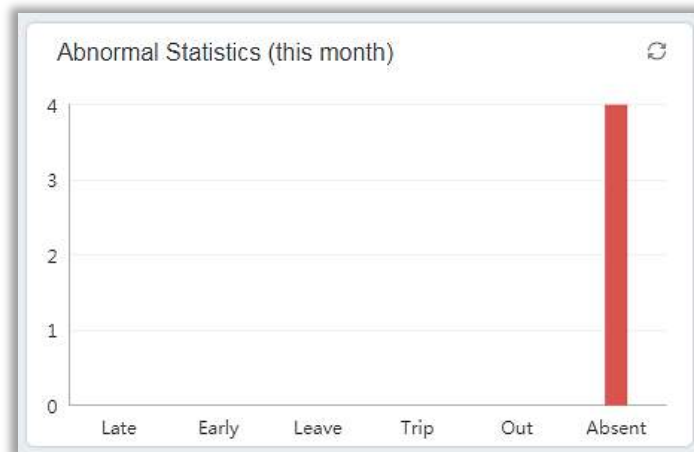 Abnormal Statistics (this month)
4
3
2
1
0
Late Early Leave Trip Out Absent